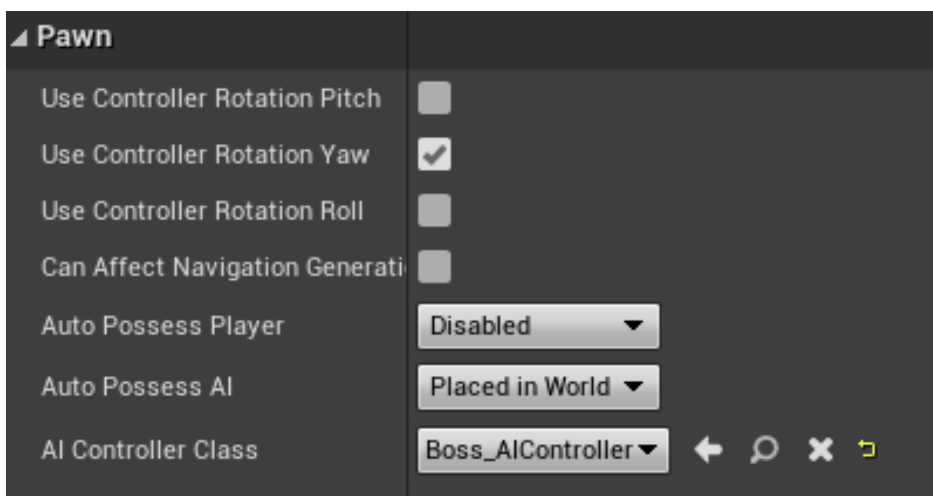 Pawn
Use Controller Rotation Pitch
Use Controller Rotation Yaw
Use Controller Rotation Roll
Can Affect Navigation Generati
Auto Possess Player Disabled
Auto Possess AI Placed in World
AI Controller Class Boss_AIController